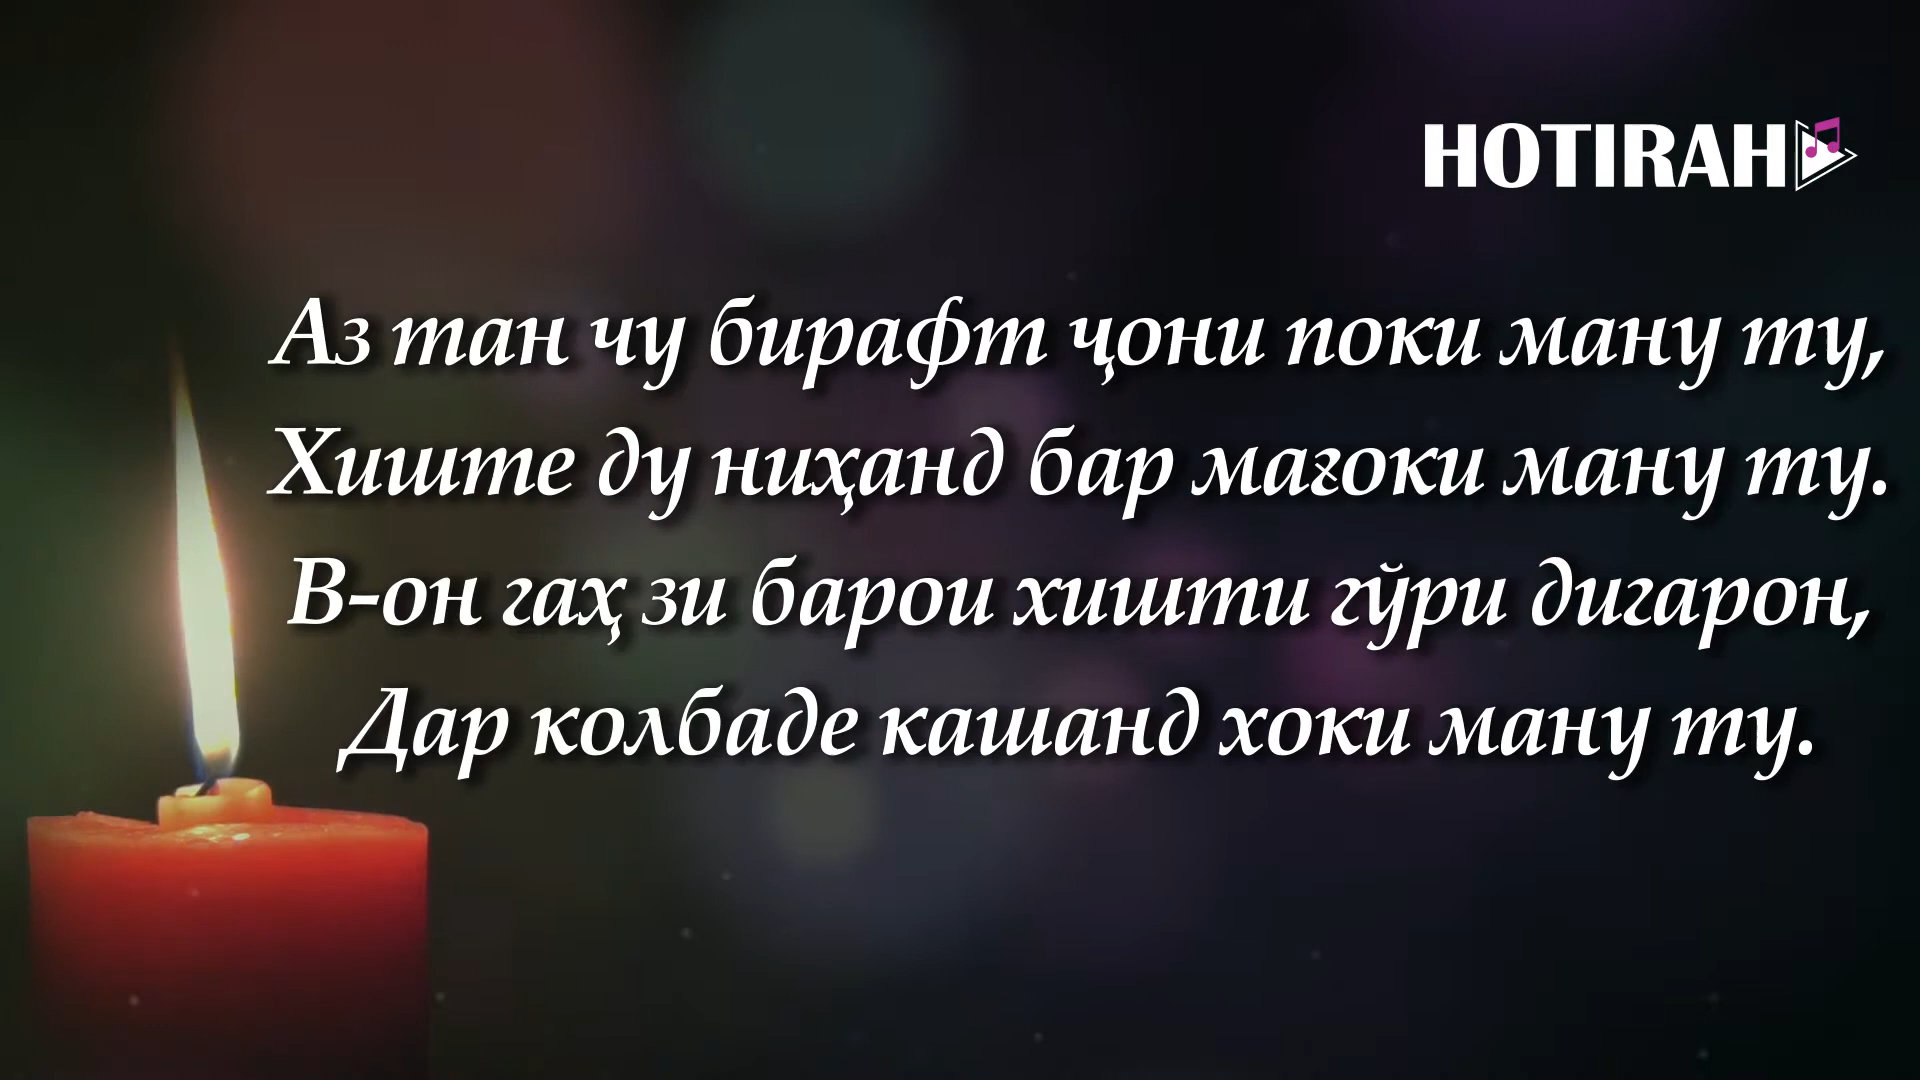 HOTIRAH
Аз тан чу бирафт ҷони поки ману ту,
Хиште ду ниҳанд бар мағоки ману ту.
В-он гаҳ зи барои хишти гӯри дигарон,
Дар колбаде кашанд хоки ману ту.